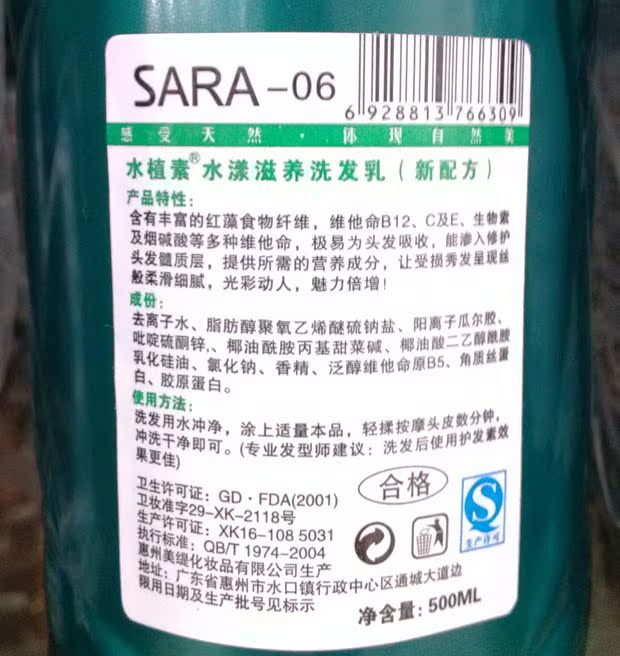 SARA-06
6 928813 766309
感受天然·体现自然美
水植素®水漾滋养洗发乳(新配方)
产品特性:
含有丰富的红藻食物纤维,维他命B12、C及E、生物素
及烟碱酸等多种维他命,极易为头发吸收,能渗入修护
头发髓质层,提供所需的营养成分,让受损秀发呈现丝
般柔滑细腻,光彩动人,魅力倍增!
成份:
去离子水、脂肪醇聚氧乙烯醚硫钠盐、阳离子瓜尔胶、
吡啶硫酮锌,、椰油酰胺丙基甜菜碱、椰油酸二乙醇酰胺
乳化硅油、氯化钠、香精、泛醇维他命原B5、角质丝蛋
白、胶原蛋白。
使用方法:
洗发用水冲净,涂上适量本品,轻揉按摩头皮数分钟,
冲洗干净即可。(专业发型师建议:洗发后使用护发素效
果更佳)
合格
卫生许可证:GD·FDA(2001)
卫妆准字29-XK-2118号
生产许可证:XK16-108 5031
执行标准:QB/T 1974-2004
惠州美缇化妆品有限公司生产
地址:广东省惠州市水口镇行政中心区通城大道边
限用日期及生产批号见标示
生产许可
净含量:500ML